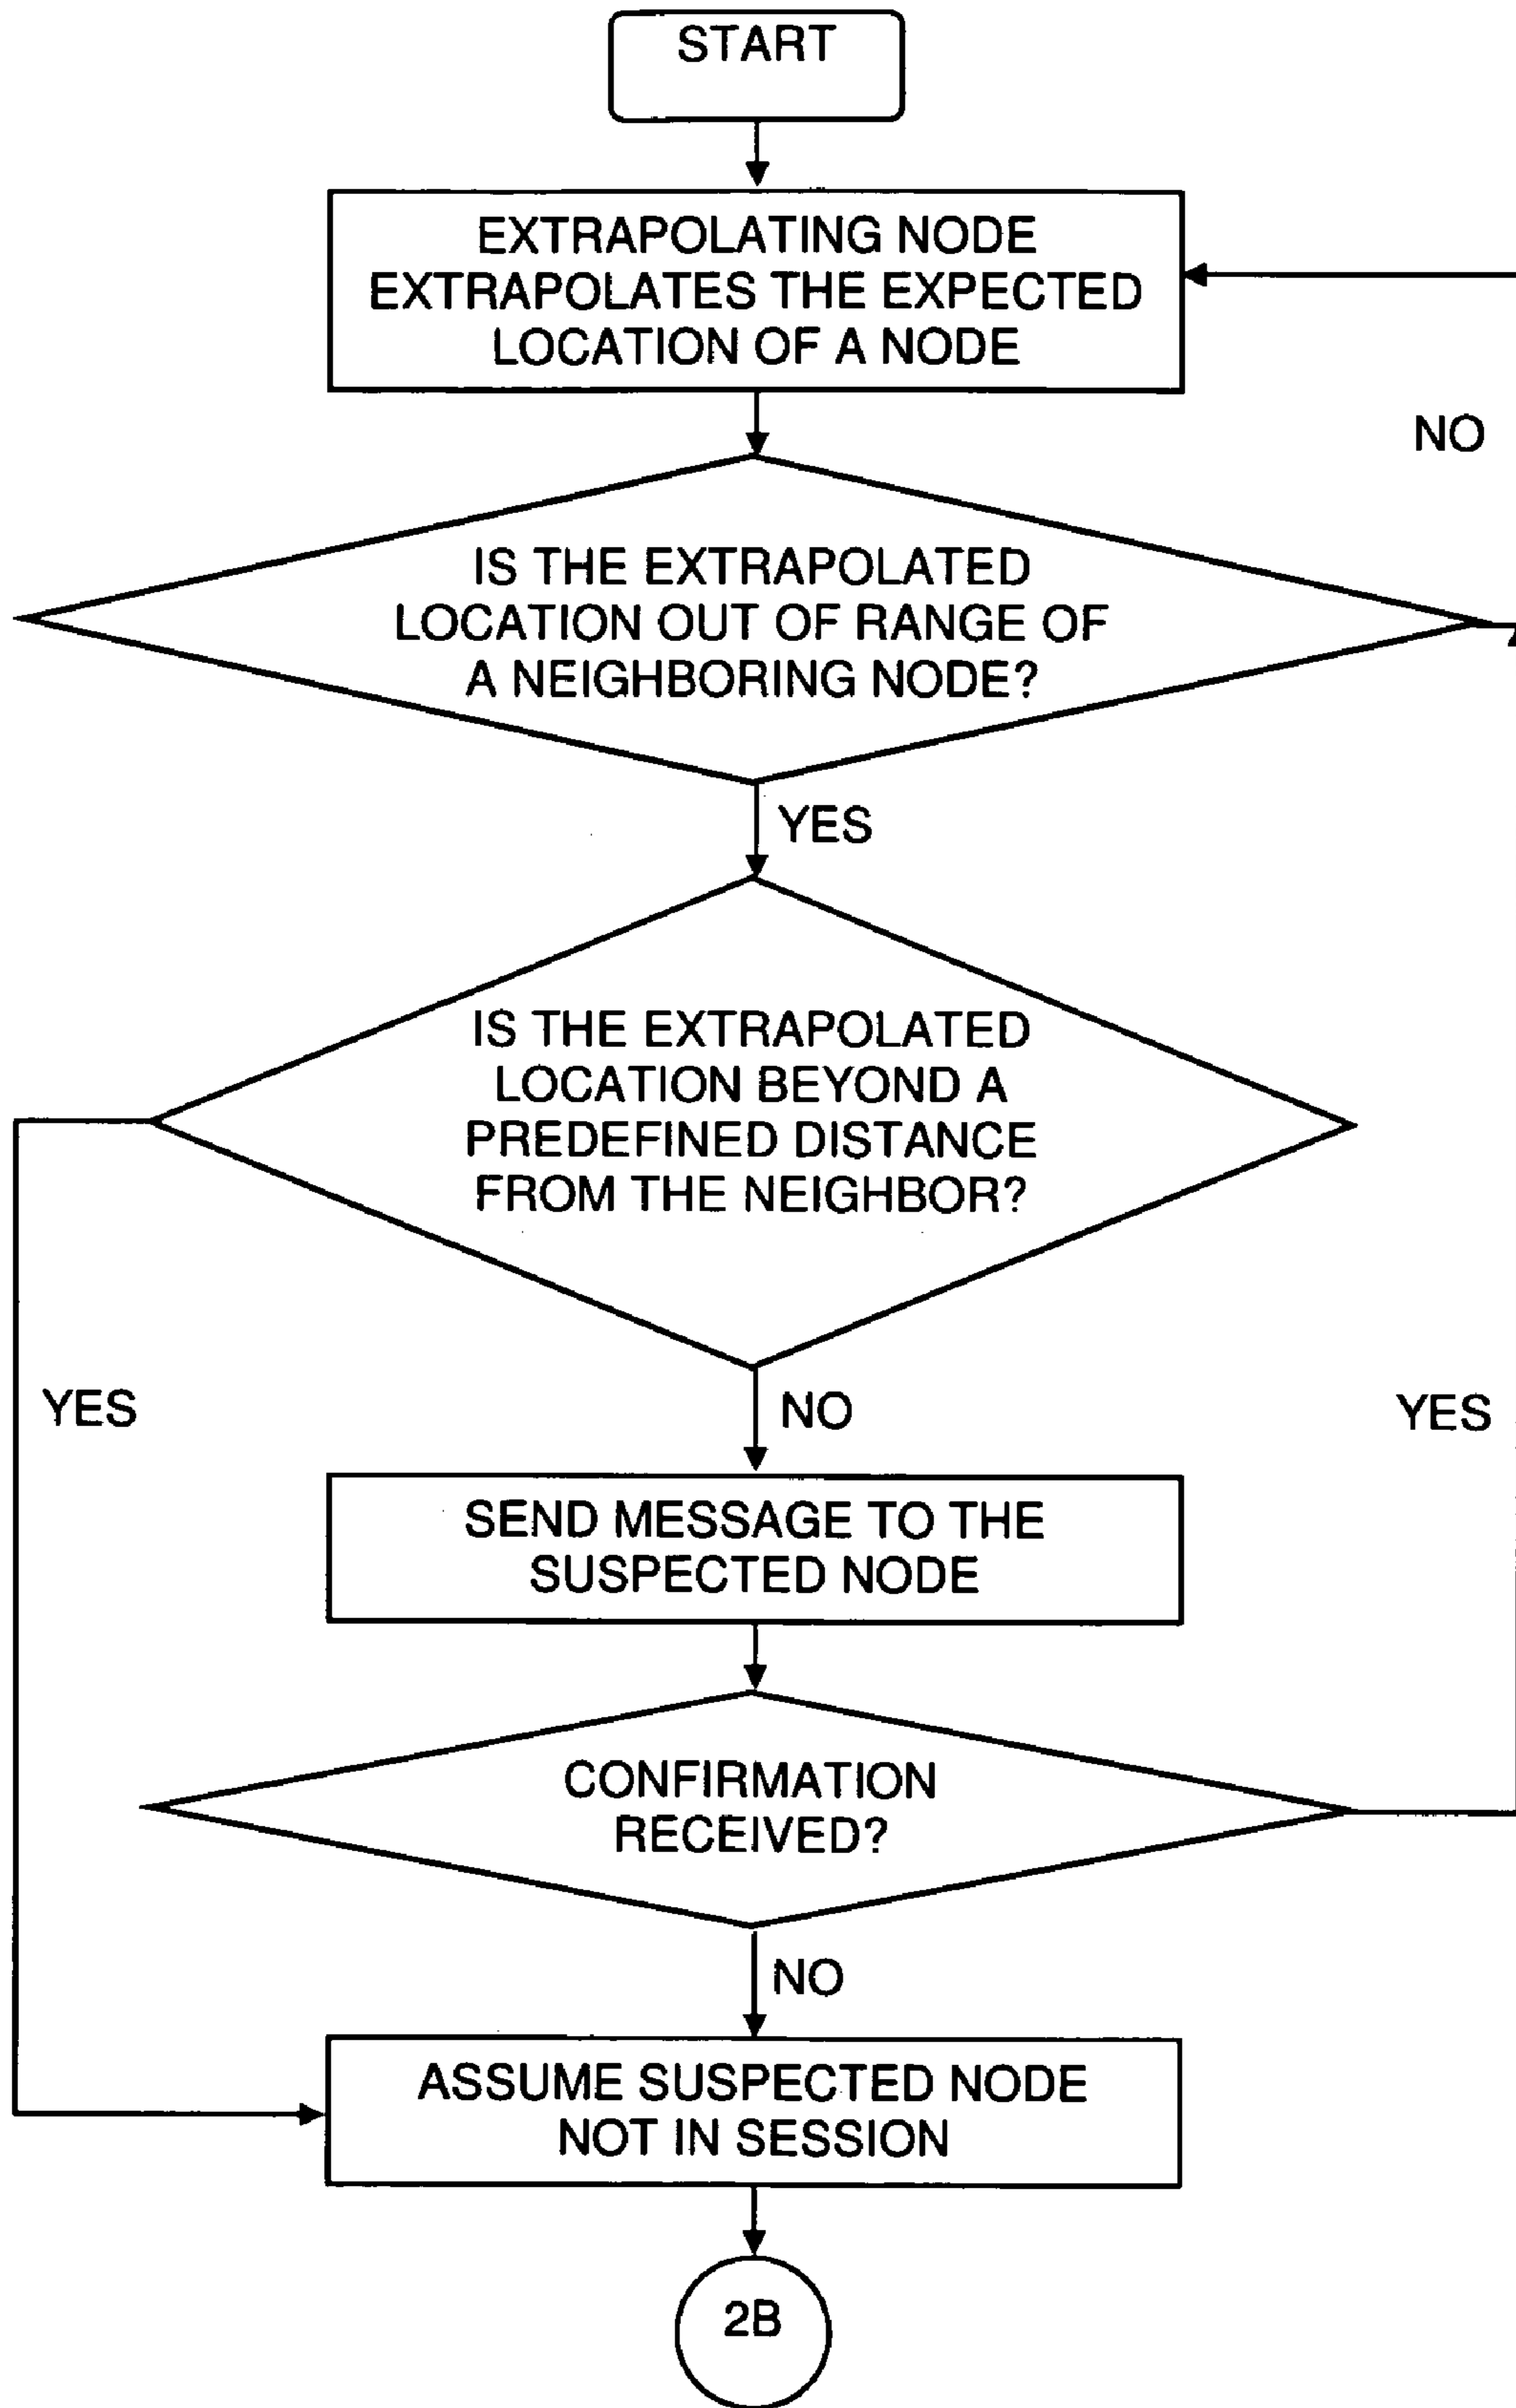 START
EXTRAPOLATING NODE
EXTRAPOLATES THE EXPECTED
LOCATION OF A NODE
NO
IS THE EXTRAPOLATED
LOCATION OUT OF RANGE OF
A NEIGHBORING NODE?
YES
IS THE EXTRAPOLATED
LOCATION BEYOND A
PREDEFINED DISTANCE
FROM THE NEIGHBOR?
YES
NO
YES
SEND MESSAGE TO THE
SUSPECTED NODE
CONFIRMATION
RECEIVED?
NO
ASSUME SUSPECTED NODE
NOT IN SESSION
2B